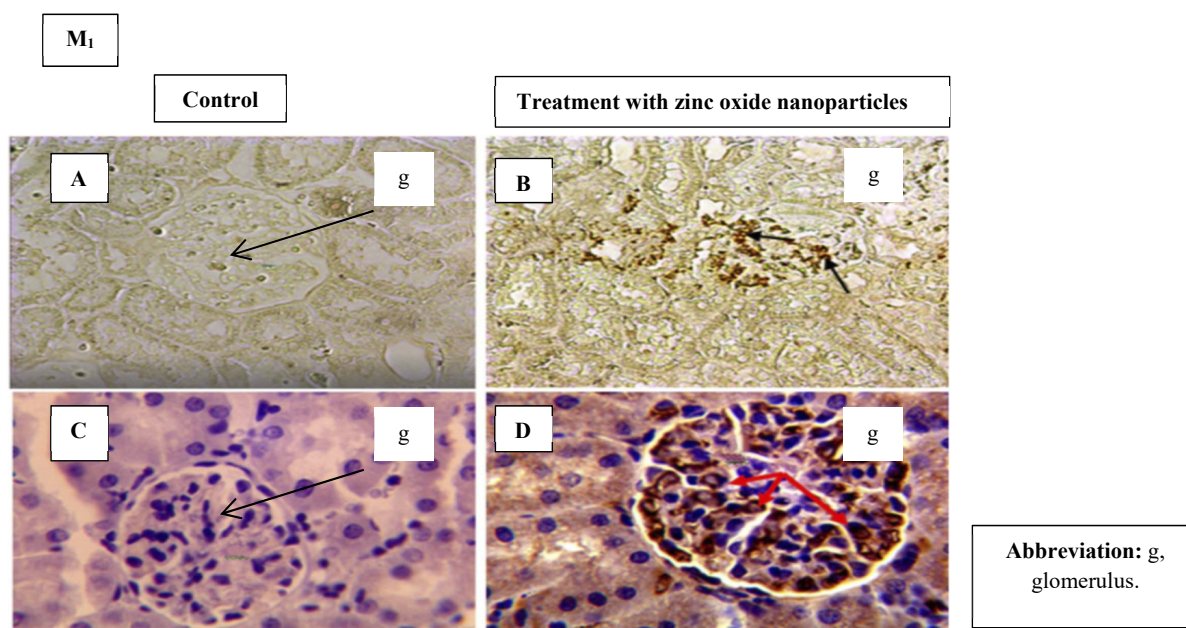 M₁
Control
Treatment with zinc oxide nanoparticles
A
g
B
g
C
g
D
g
Abbreviation: g,
glomerulus.